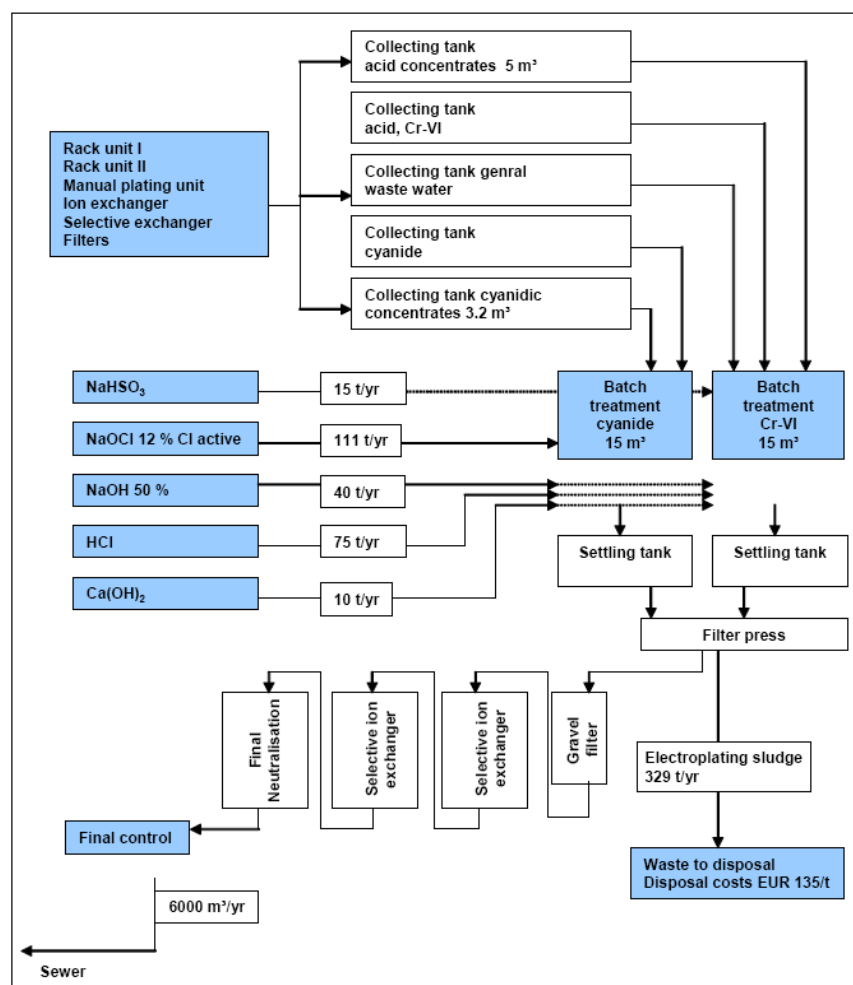 Collecting tank
acid concentrates 5 m³
Collecting tank
acid, Cr-VI
Rack unit I
Rack unit II
Manual plating unit
Ion exchanger
Selective exchanger
Filters
Collecting tank genral
waste water
Collecting tank
cyanide
Collecting tank cyanidic
concentrates 3.2 m³
NaHSO₃
15 t/yr
Batch
treatment
cyanide
15 m³
Batch
treatment
Cr-VI
15 m³
NaOCl 12 % Cl active
111 t/yr
NaOH 50 %
40 t/yr
HCl
75 t/yr
Settling tank
Settling tank
Ca(OH)₂
10 t/yr
Filter press
Final
Neutralisation
Selective ion
exchanger
Selective ion
exchanger
Gravel
filter
Electroplating sludge
329 t/yr
Final control
Waste to disposal
Disposal costs EUR 135/t
6000 m³/yr
Sewer